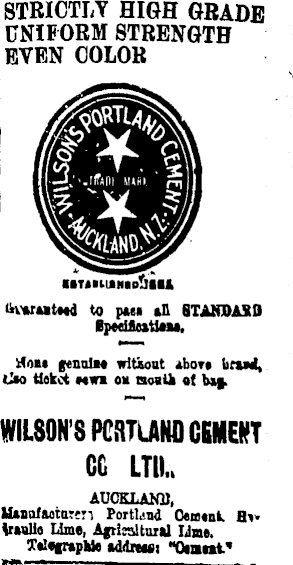 STRICTLY HIGH GRADE
UNIFORM STRENGTH
EVEN COLOR
WILSON'S PORTLAND CEMENT
TRADE MARK
AUCKLAND, N.Z.
ESTABLISHED
Guaranteed to pass all STANDARD
Specifications.
None genuine without above brand,
also ticket sewn on mouth of bag.
WILSON'S PORTLAND CEMENT
CO LTD.,
AUCKLAND,
Manufacturers Portland Cement, Hy-
draulic Lime, Agricultural Lime.
Telegraphic address: "Cement."